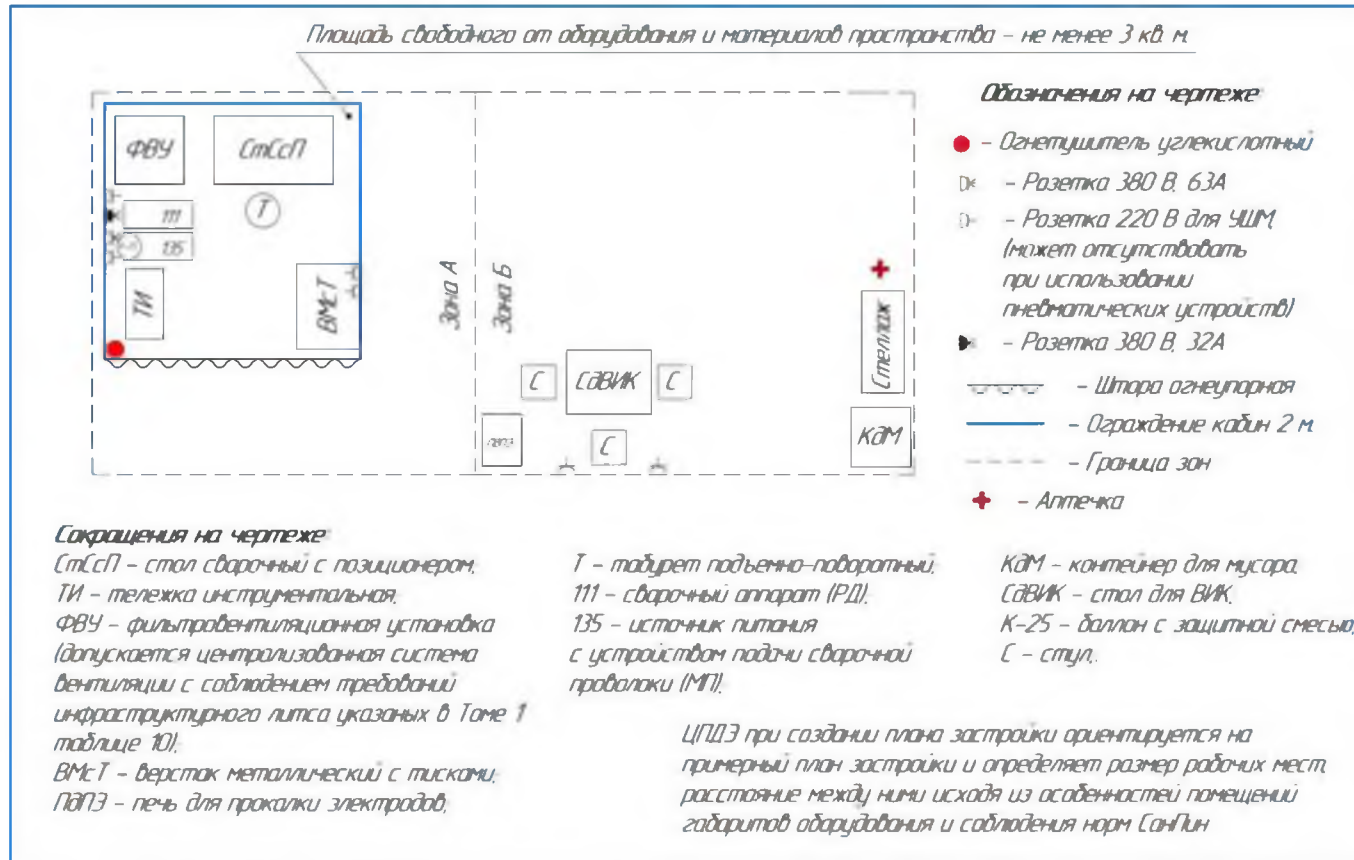 Площадь свободного от оборудования и материалов пространства – не менее 3 кв. м.
ФВУ
СтСсП
Т
111
135
ТИ
ВМсТ
Зона А
Зона Б
С
СдВИК
С
С
Стеллаж
КдМ
Обозначения на чертеже:
– Огнетушитель углекислотный
– Розетка 380 В, 63А
– Розетка 220 В для УШМ,
(может отсутствовать
при использовании
пневматических устройств)
– Розетка 380 В, 32А
– Штора огнеупорная
– Ограждение кабин 2 м.
– Граница зон
– Аптечка
Сокращения на чертеже:
СтСсП – стол сварочный с позиционером;
ТИ – тележка инструментальная;
ФВУ – фильтровентиляционная установка
(допускается централизованная система
вентиляции с соблюдением требований
инфраструктурного литса указаных в Томе 1
таблице 10);
ВМсТ – верстак металлический с тисками;
ПдПЭ – печь для прокалки электродов;
Т – табурет подъемно-поворотный;
111 – сварочный аппарат (РД);
135 – источник питания
с устройством подачи сварочной
проволоки (МП);
КдМ – контейнер для мусора;
СдВИК – стол для ВИК;
К-25 – баллон с защитной смесью;
С – стул;
ЦПДЭ при создании плана застройки ориентируется на
примерный план застройки и определяет размер рабочих мест,
расстояние между ними исходя из особенностей помещений
габаритов оборудования и соблюдения норм СанПин